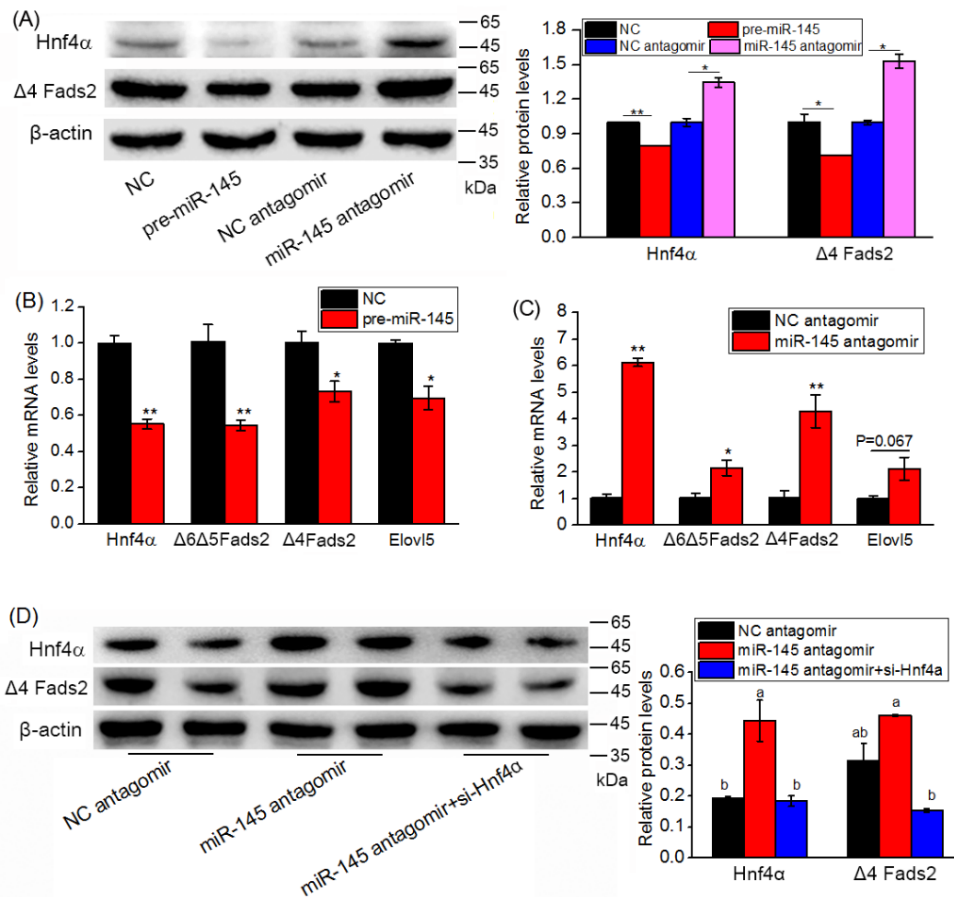 (A)
Hnf4α
Δ4 Fads2
β-actin
65
45
65
45
45
35
kDa
NC
pre-miR-145
NC antagomir
miR-145 antagomir
NC
pre-miR-145
NC antagomir
miR-145 antagomir
Relative protein levels
1.8
1.5
1.2
0.9
0.6
0.3
0.0
** * * *
Hnf4α Δ4 Fads2
(B)
NC
pre-miR-145
Relative mRNA levels
1.2
1.0
0.8
0.6
0.4
0.2
0.0
** ** * *
Hnf4α Δ6Δ5Fads2 Δ4Fads2 Elovl5
(C)
NC antagomir
miR-145 antagomir
Relative mRNA levels
8
6
4
2
1
0
** * ** P=0.067
Hnf4α Δ6Δ5Fads2 Δ4Fads2 Elovl5
(D)
Hnf4α
Δ4 Fads2
β-actin
65
45
65
45
45
35
kDa
NC antagomir
miR-145 antagomir
miR-145 antagomir+si-Hnf4α
NC antagomir
miR-145 antagomir
miR-145 antagomir+si-Hnf4a
Relative protein levels
0.6
0.5
0.4
0.3
0.2
0.1
0.0
b a b ab a b
Hnf4α Δ4 Fads2